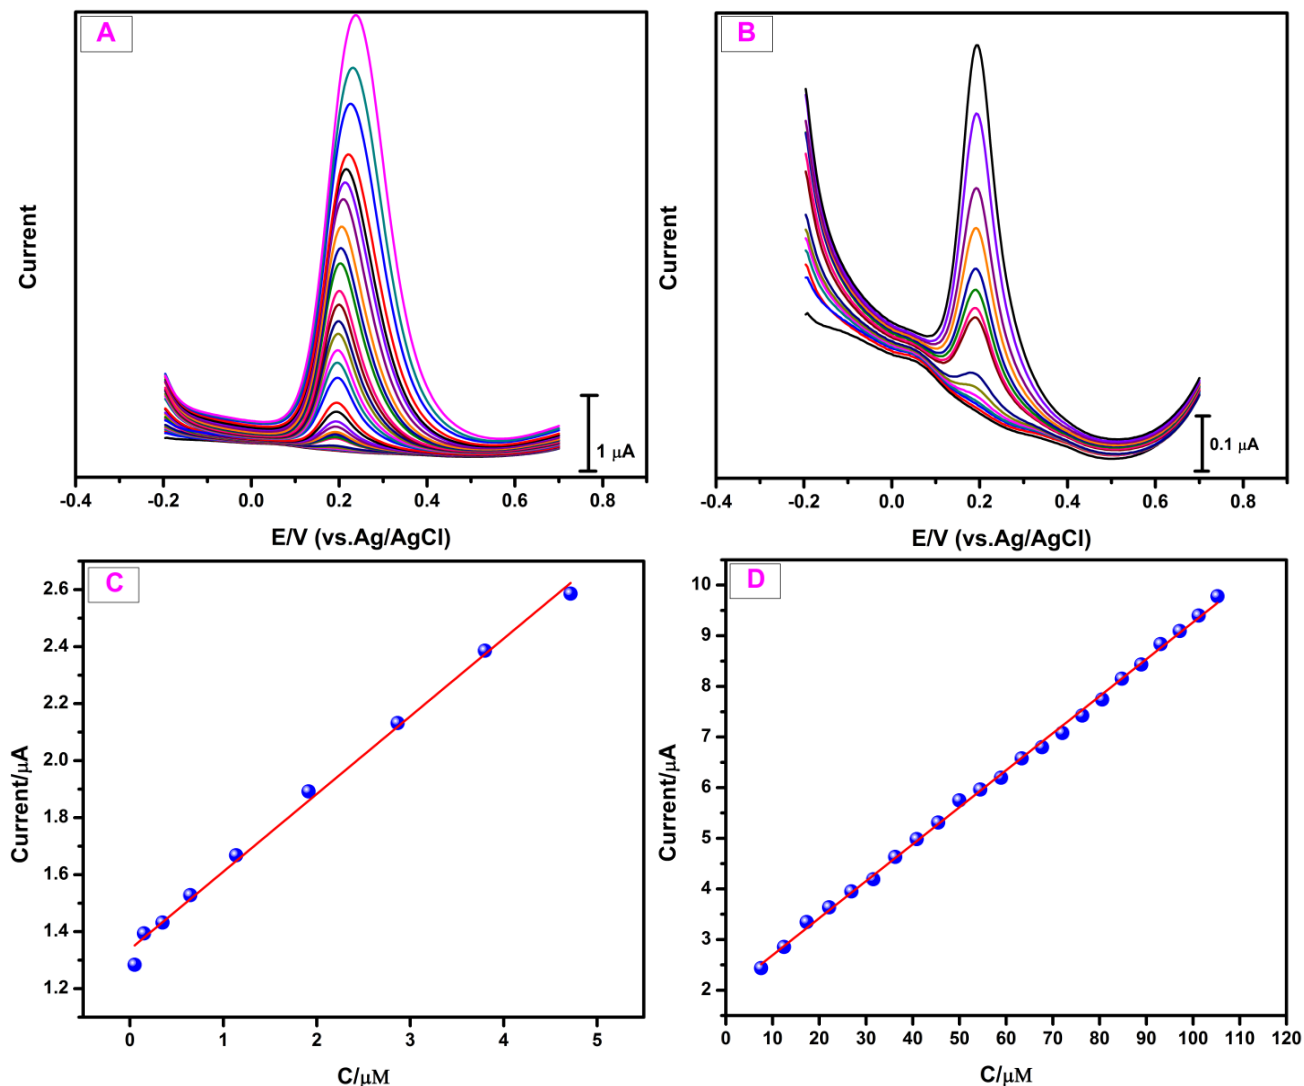 A
Current
1 μA
-0.4 -0.2 0.0 0.2 0.4 0.6 0.8
E/V (vs.Ag/AgCl)
B
Current
0.1 μA
-0.4 -0.2 0.0 0.2 0.4 0.6 0.8
E/V (vs.Ag/AgCl)
C
Current/μA
2.6
2.4
2.2
2.0
1.8
1.6
1.4
1.2
0 1 2 3 4 5
C/μM
D
Current/μA
10
9
8
7
6
5
4
3
2
0 10 20 30 40 50 60 70 80 90 100 110 120
C/μM